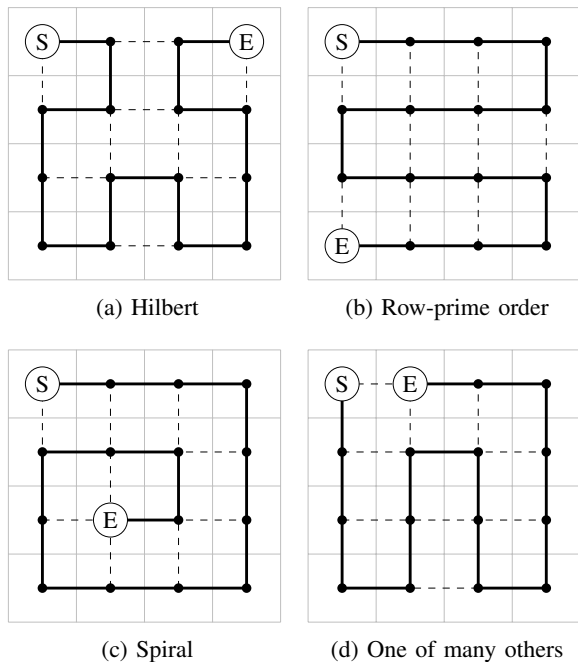 S E S
E
(a) Hilbert (b) Row-prime order
S S E
E
(c) Spiral (d) One of many others